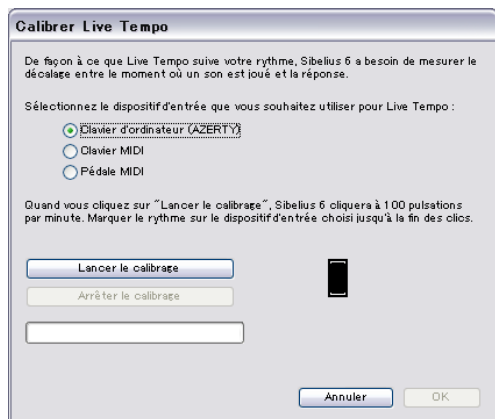 Calibrer Live Tempo
De façon à ce que Live Tempo suive votre rythme, Sibelius 6 a besoin de mesurer le
décalage entre le moment où un son est joué et la réponse.
Sélectionnez le dispositif d'entrée que vous souhaitez utiliser pour Live Tempo :
Clavier d'ordinateur (AZERTY)
Clavier MIDI
Pédale MIDI
Quand vous cliquez sur "Lancer le calibrage", Sibelius 6 cliquera à 100 pulsations
par minute. Marquer le rythme sur le dispositif d'entrée choisi jusqu'à la fin des clics.
Lancer le calibrage
Arrêter le calibrage
Annuler
OK